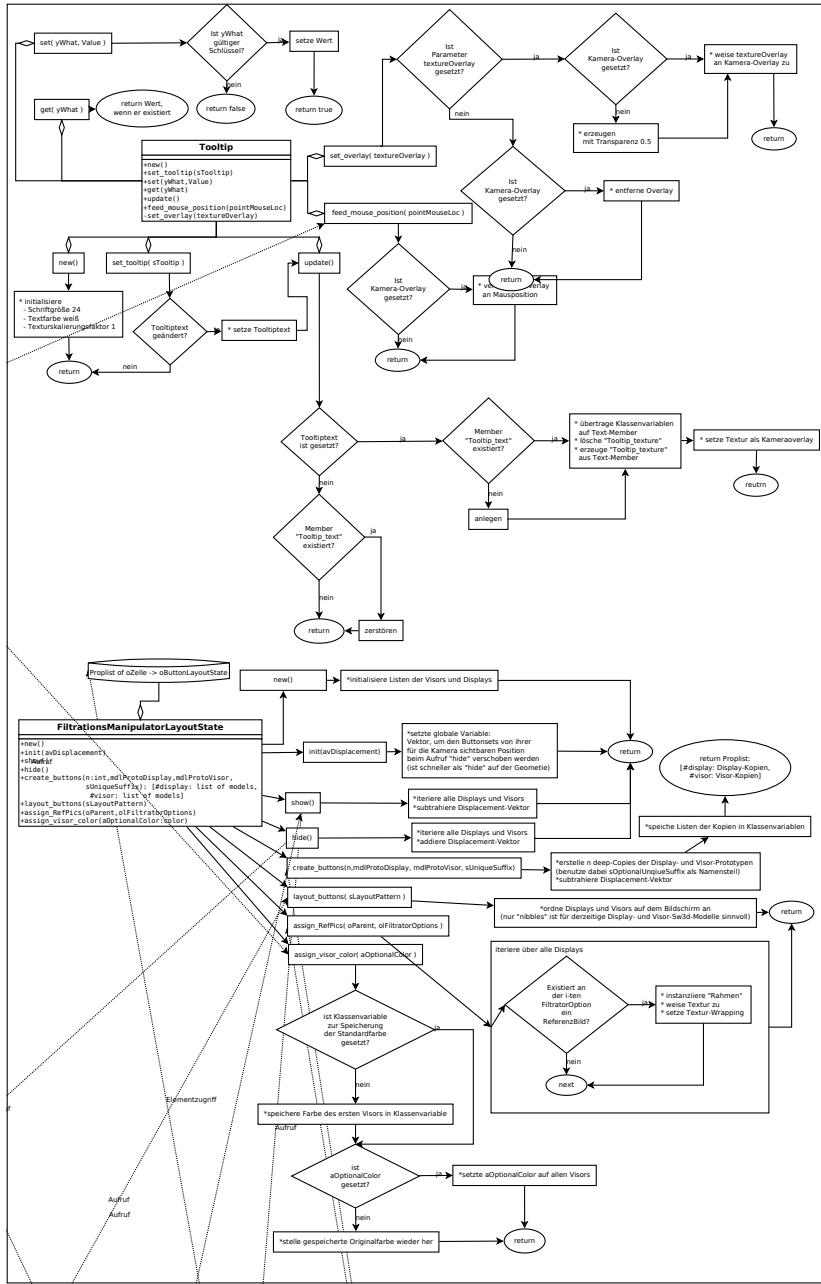 set( yWhat, Value )
Ist yWhat
gültiger
Schlüssel?
ja
setze Wert
nein
return false
return true
get( yWhat )
return Wert,
wenn er existiert
Ist
Parameter
textureOverlay
gesetzt?
ja
Ist
Kamera-Overlay
gesetzt?
ja
* weise textureOverlay
an Kamera-Overlay zu
nein
nein
* erzeugen
mit Transparenz 0.5
return
Tooltip
+new()
+set_tooltip(sTooltip)
+set(yWhat,Value)
+get(yWhat)
+update()
+feed_mouse_position(pointMouseLoc)
-set_overlay(textureOverlay)
set_overlay( textureOverlay )
feed_mouse_position( pointMouseLoc )
Ist
Kamera-Overlay
gesetzt?
ja
* entferne Overlay
nein
return
new()
set_tooltip( sTooltip )
update()
Ist
Kamera-Overlay
gesetzt?
ja
an Mausposition
nein
return
* initialisiere
- Schriftgröße 24
- Textfarbe weiß
- Texturskalierungsfaktor 1
return
Tooltiptext
geändert?
ja
* setze Tooltiptext
nein
Tooltiptext
ist gesetzt?
ja
Member
"Tooltip_text"
existiert?
ja
* übertrage Klassenvariablen
auf Text-Member
* lösche "Tooltip_texture"
* erzeuge "Tooltip_texture"
aus Text-Member
* setze Textur als Kameraoverlay
reutrn
nein
nein
anlegen
Member
"Tooltip_text"
existiert?
ja
nein
return
zerstören
Proplist of oZelle -> oButtonLayoutState
new()
*initialisiere Listen der Visors und Displays
FiltrationsManipulatorLayoutState
+new()
+init(avDisplacement)
+show()
Aufruf
+hide()
+create_buttons(n:int,mdlProtoDisplay,mdlProtoVisor,
sUniqueSuffix): [#display: list of models,
#visor: list of models]
+layout_buttons(sLayoutPattern)
+assign_RefPics(oParent,olFiltratorOptions)
+assign_visor_color(aOptionalColor:color)
init(avDisplacement)
*setzte globale Variable:
Vektor, um den Buttonsets von ihrer
für die Kamera sichtbaren Position
beim Aufruf "hide" verschoben werden
(ist schneller als "hide" auf der Geometie)
return
return Proplist:
[#display: Display-Kopien,
#visor: Visor-Kopien]
show()
*iteriere alle Displays und Visors
*subtrahiere Displacement-Vektor
hide()
*iteriere alle Displays und Visors
*addiere Displacement-Vektor
*speiche Listen der Kopien in Klassenvariablen
create_buttons(n,mdlProtoDisplay, mdlProtoVisor, sUniqueSuffix)
*erstelle n deep-Copies der Display- und Visor-Prototypen
(benutze dabei sOptionalUnqiueSuffix als Namensteil)
*subtrahiere Displacement-Vektor
layout_buttons( sLayoutPattern )
*ordne Displays und Visors auf dem Bildschirm an
(nur "nibbles" ist für derzeitige Display- und Visor-Sw3d-Modelle sinnvoll)
return
assign_RefPics( oParent, olFiltratorOptions )
assign_visor_color( aOptionalColor )
iteriere über alle Displays
Existiert an
der i-ten
FiltratorOption
ein
ReferenzBild?
ja
* instanziiere "Rahmen"
* weise Textur zu
* setze Textur-Wrapping
nein
next
ist Klassenvariable
zur Speicherung
der Standardfarbe
gesetzt?
ja
nein
Elementzugriff
*speichere Farbe des ersten Visors in Klassenvariable
Aufruf
ist
aOptionalColor
gesetzt?
ja
*setzte aOptionalColor auf allen Visors
nein
Aufruf
Aufruf
*stelle gespeicherte Originalfarbe wieder her
return